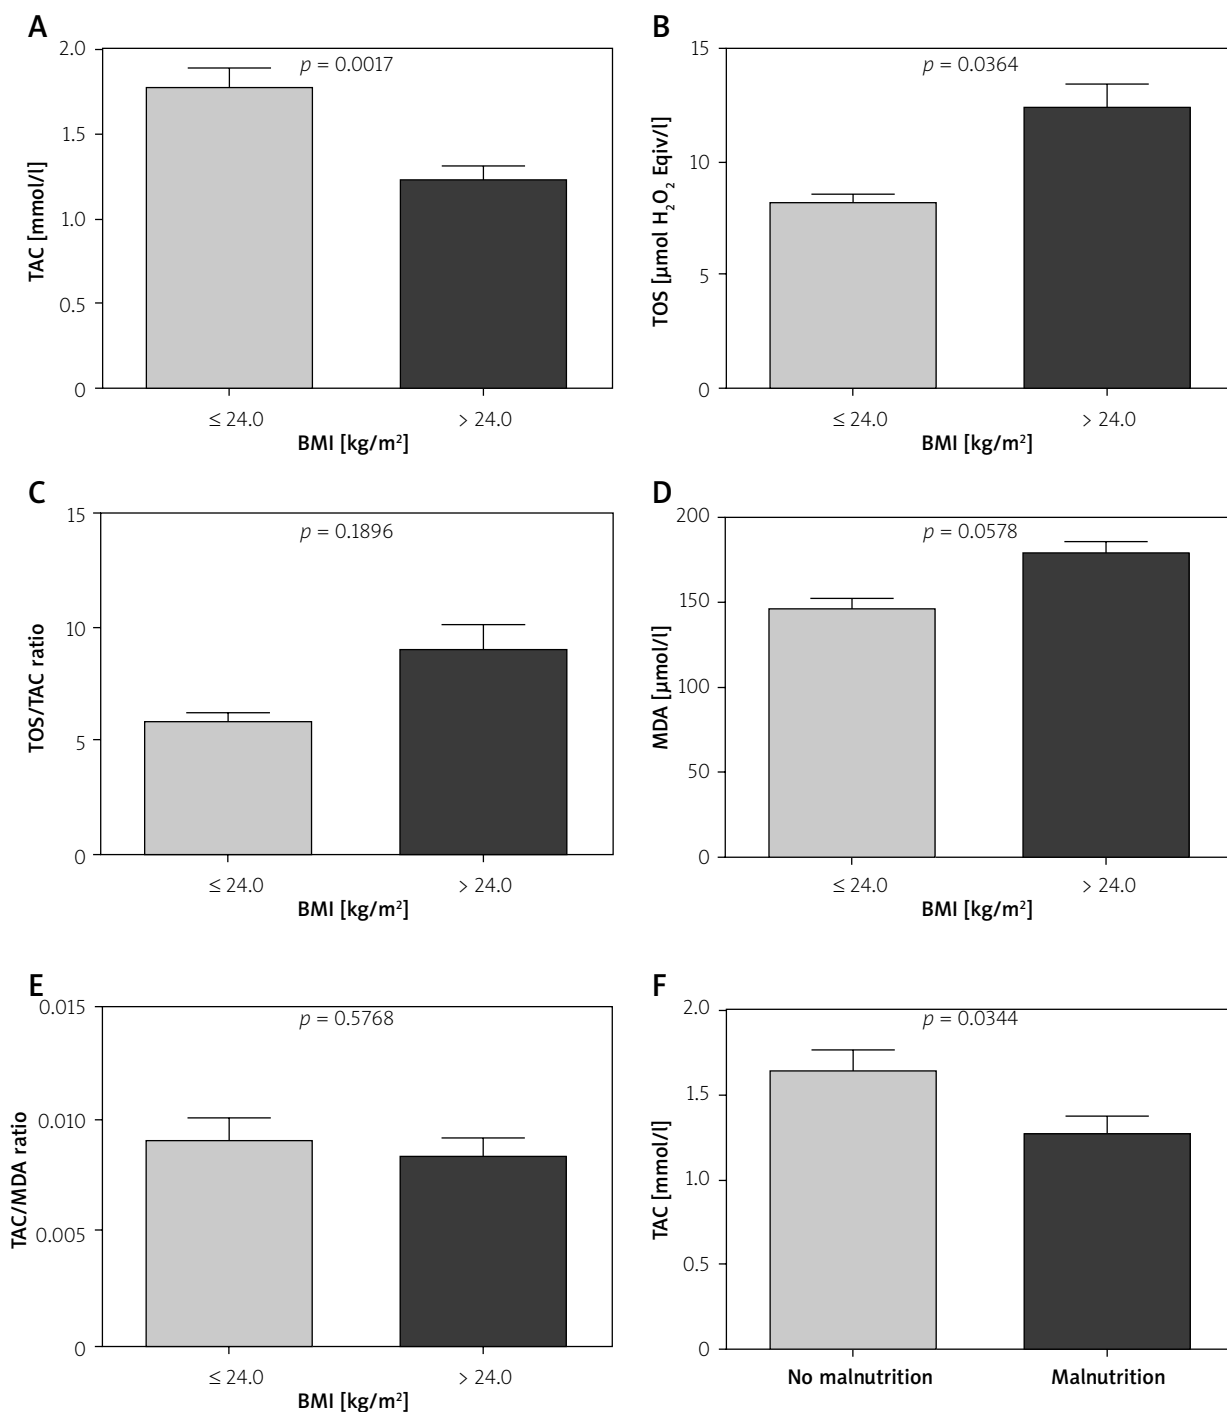 A
TAC [mmol/l]
2.0
1.5
1.0
0.5
0
p = 0.0017
≤ 24.0 > 24.0
BMI [kg/m²]
B
TOS [µmol H₂O₂ Eqiv/l]
15
10
5
0
p = 0.0364
≤ 24.0 > 24.0
BMI [kg/m²]
C
TOS/TAC ratio
15
10
5
0
p = 0.1896
≤ 24.0 > 24.0
BMI [kg/m²]
D
MDA [µmol/l]
200
150
100
50
0
p = 0.0578
≤ 24.0 > 24.0
BMI [kg/m²]
E
TAC/MDA ratio
0.015
0.010
0.005
0
p = 0.5768
≤ 24.0 > 24.0
BMI [kg/m²]
F
TAC [mmol/l]
2.0
1.5
1.0
0.5
0
p = 0.0344
No malnutrition Malnutrition